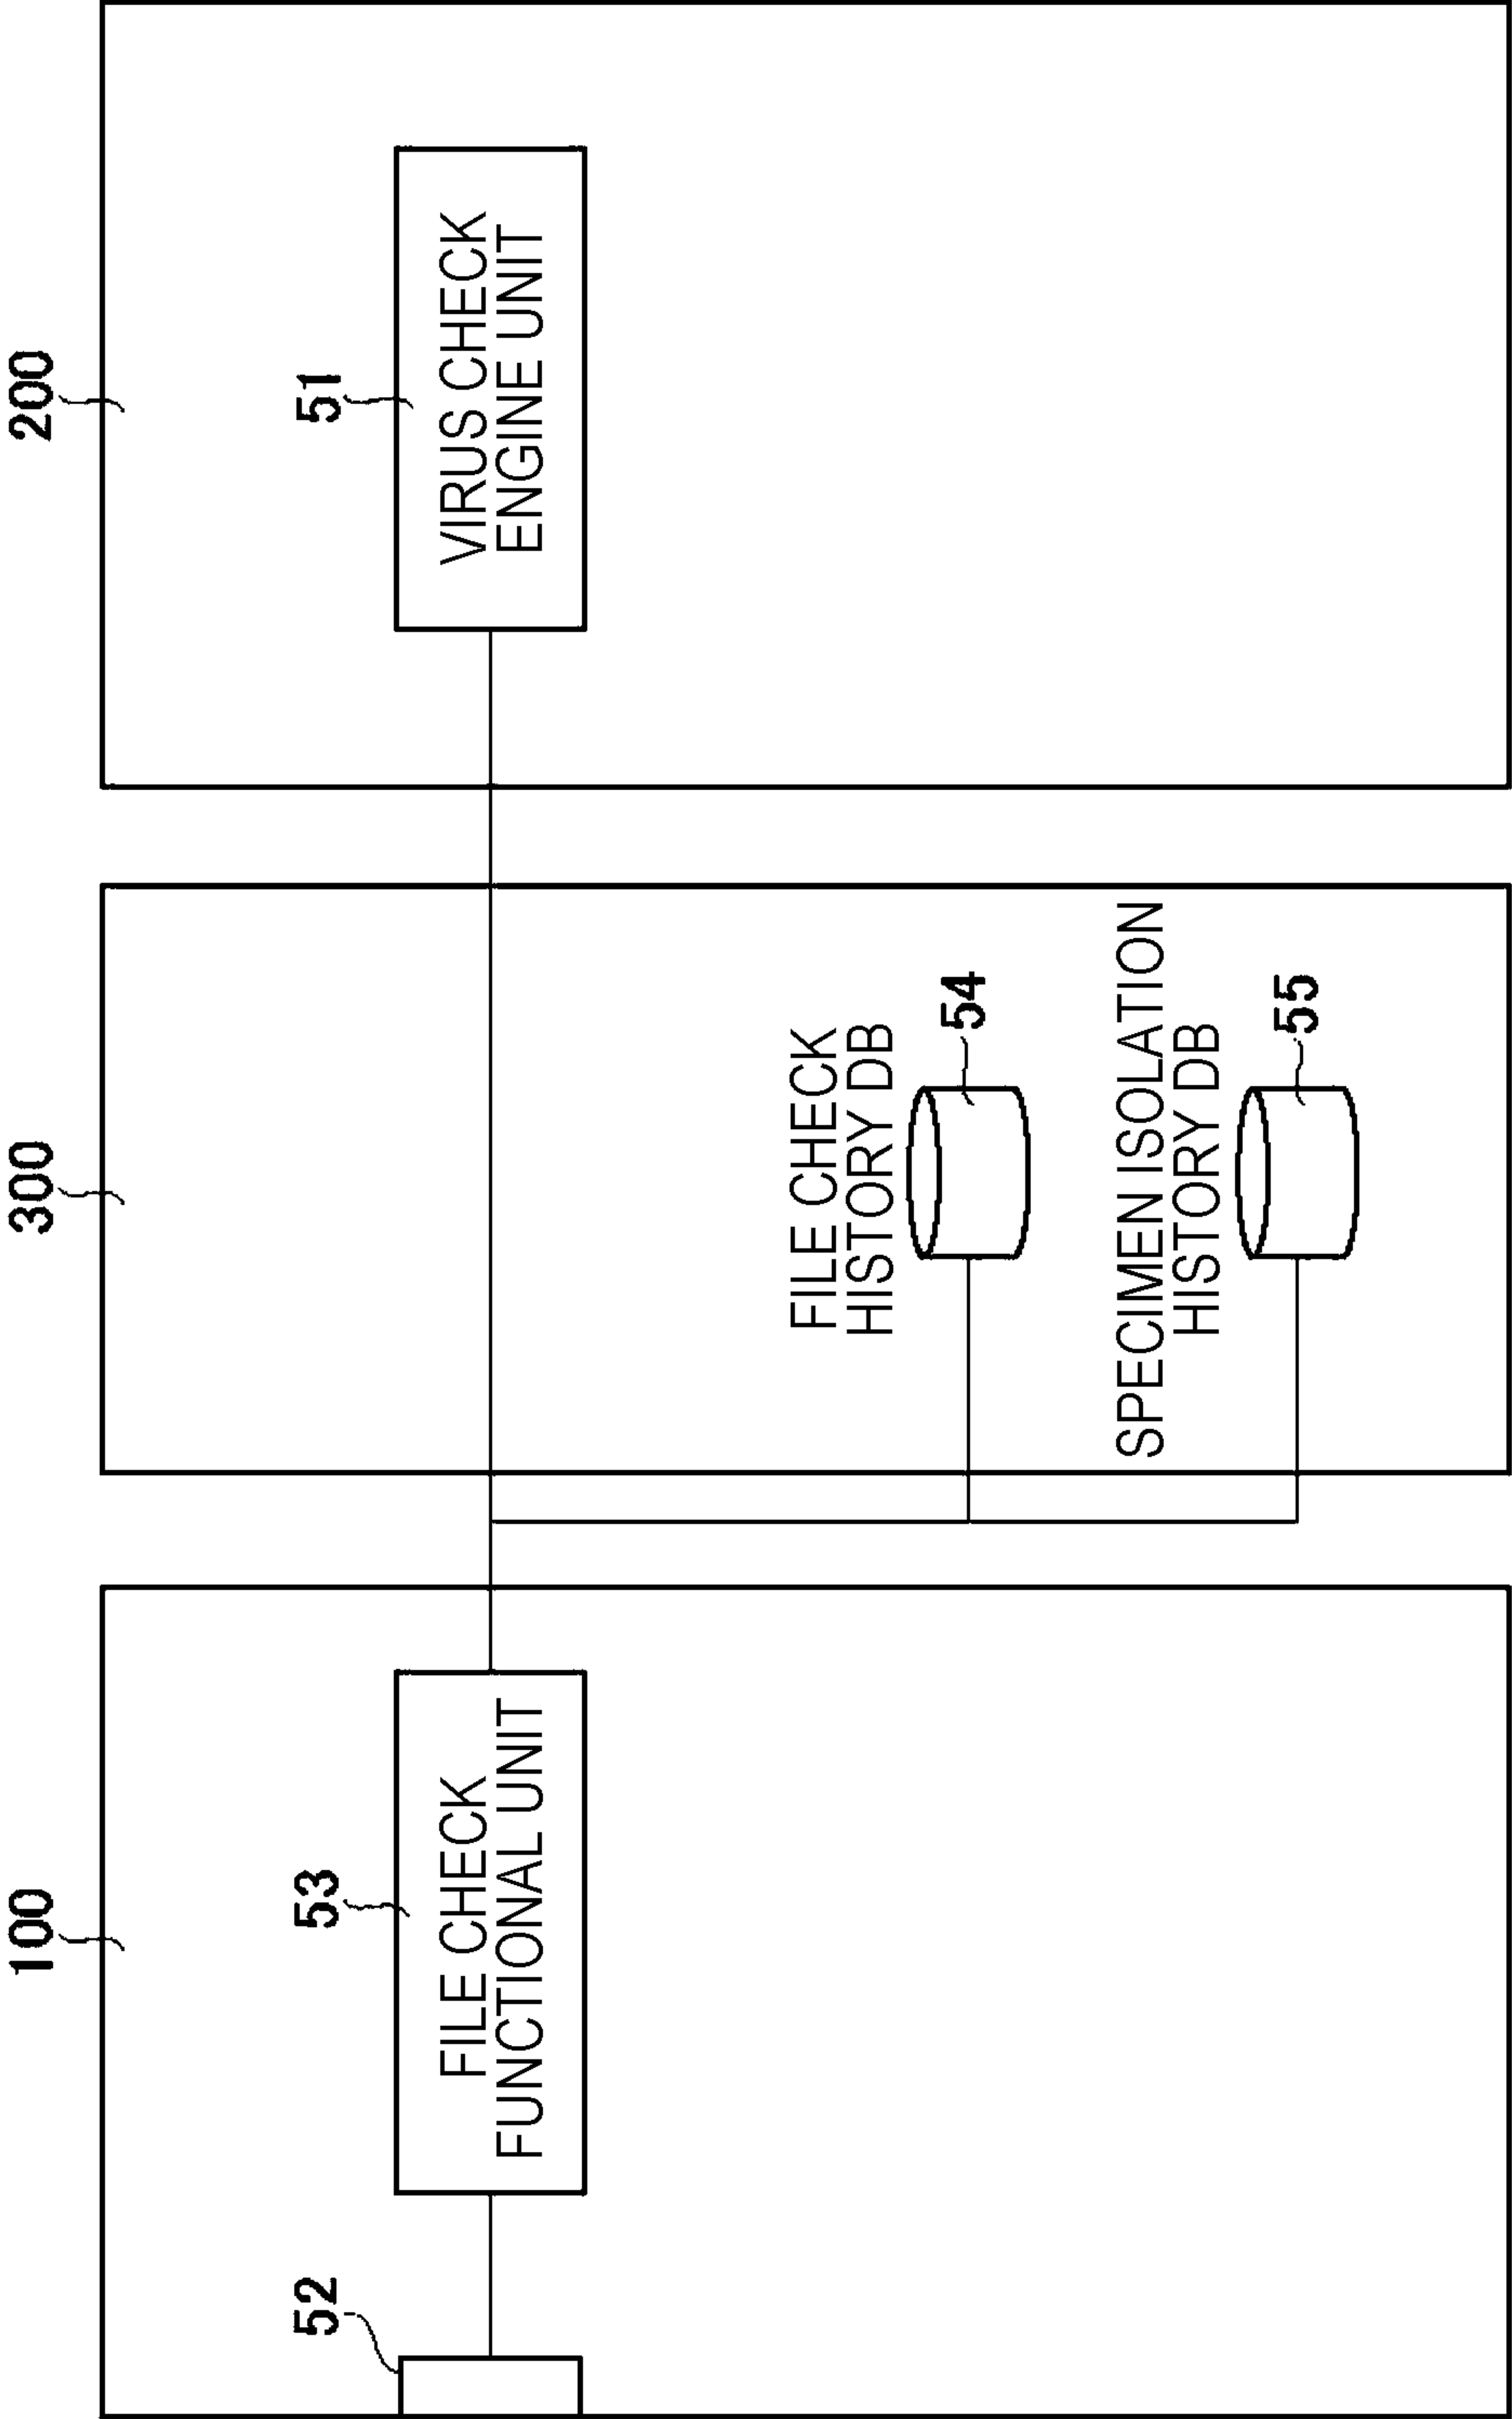 100
300
200
52
53
FILE CHECK
FUNCTIONAL UNIT
51
VIRUS CHECK
ENGINE UNIT
FILE CHECK
HISTORY DB
54
SPECIMEN ISOLATION
HISTORY DB
55